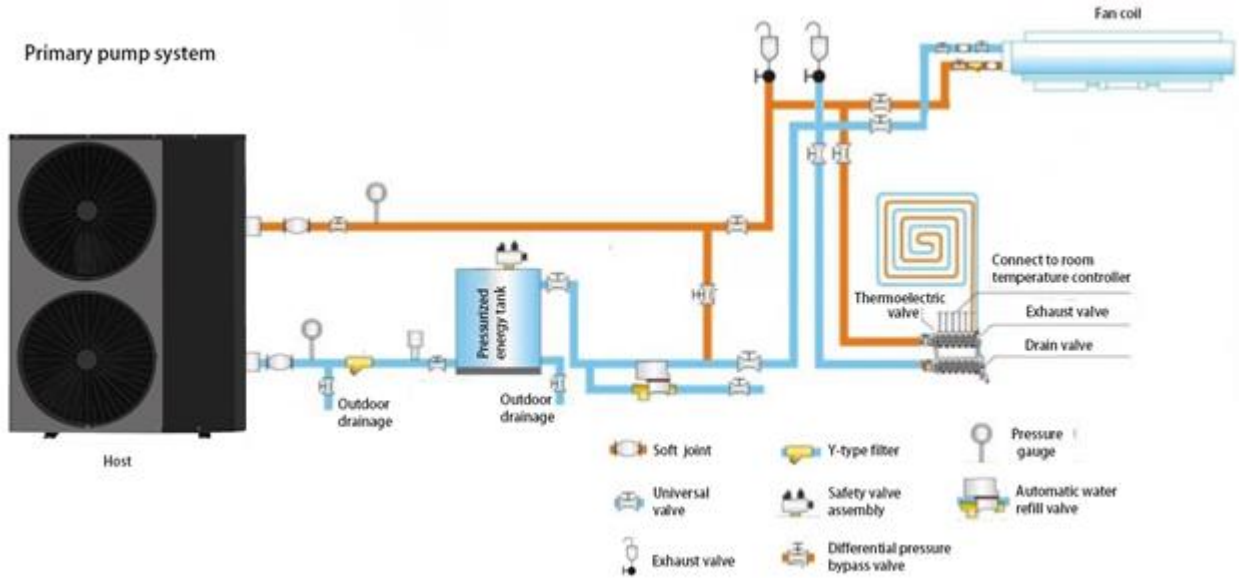 Fan coil
Primary pump system
Pressurized
energy tank
Connect to room
temperature controller
Thermoelectric
valve
Exhaust valve
Drain valve
Outdoor
drainage
Outdoor
drainage
Host
Soft joint
Y-type filter
Pressure
gauge
Universal
valve
Safety valve
assembly
Automatic water
refill valve
Exhaust valve
Differential pressure
bypass valve